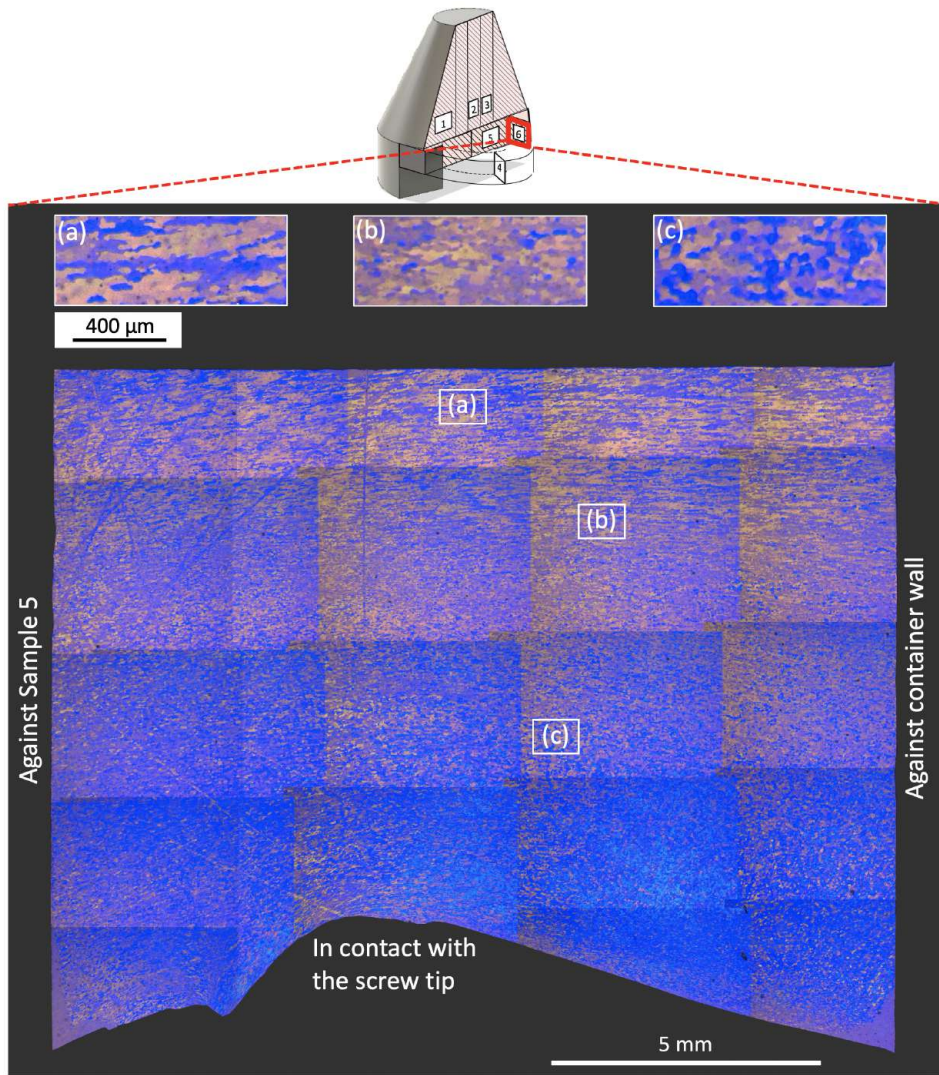 1
2
3
5
6
4
(a)
(b)
(c)
400 µm
(a)
(b)
(c)
Against Sample 5
Against container wall
In contact with
the screw tip
5 mm